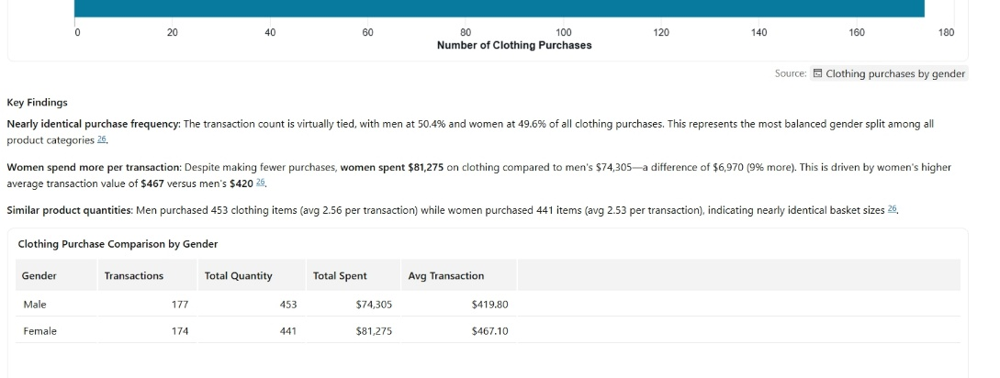 0 20 40 60 80 100 120 140 160 180
Number of Clothing Purchases
Source: Clothing purchases by gender
Key Findings
Nearly identical purchase frequency: The transaction count is virtually tied, with men at 50.4% and women at 49.6% of all clothing purchases. This represents the most balanced gender split among all
product categories 26.
Women spend more per transaction: Despite making fewer purchases, women spent $81,275 on clothing compared to men's $74,305—a difference of $6,970 (9% more). This is driven by women's higher
average transaction value of $467 versus men's $420 26.
Similar product quantities: Men purchased 453 clothing items (avg 2.56 per transaction) while women purchased 441 items (avg 2.53 per transaction), indicating nearly identical basket sizes 26.
Clothing Purchase Comparison by Gender
Gender Transactions Total Quantity Total Spent Avg Transaction
Male 177 453 $74,305 $419.80
Female 174 441 $81,275 $467.10